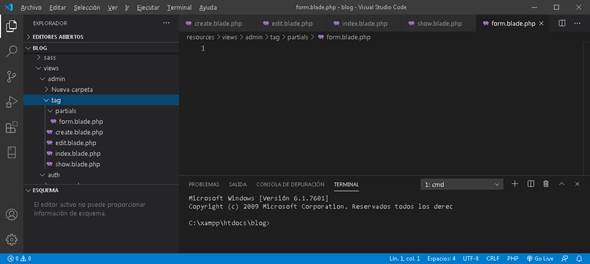 Archivo Editar Selección Ver Ir Ejecutar Terminal Ayuda form.blade.php - blog - Visual Studio Code
EXPLORADOR
create.blade.php edit.blade.php index.blade.php show.blade.php form.blade.php
EDITORES ABIERTOS
resources > views > admin > tag > partials > form.blade.php
BLOG
1
sass
views
admin
Nueva carpeta
tag
partials
form.blade.php
create.blade.php
edit.blade.php
index.blade.php
show.blade.php
auth
PROBLEMAS SALIDA CONSOLA DE DEPURACIÓN TERMINAL 1: cmd
ESQUEMA
El editor activo no puede proporcionar información de esquema.
Microsoft Windows [Versión 6.1.7601]
Copyright (c) 2009 Microsoft Corporation. Reservados todos los derec
C:\xampp\htdocs\blog>
0 0 Lín. 1, col. 1 Espacios: 4 UTF-8 CRLF PHP Go Live